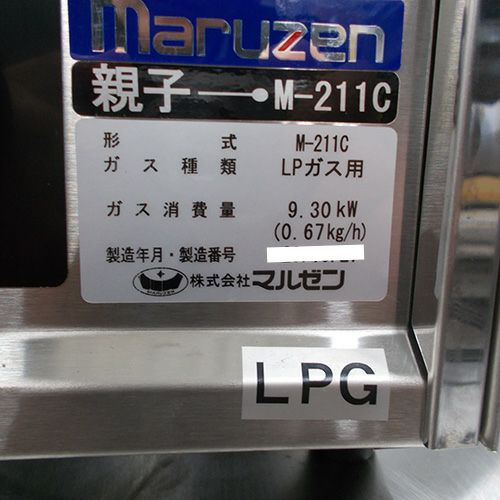 maruzen
親子 M-211C
形式 M-211C
ガス種類 LPガス用
ガス消費量 9.30kW
(0.67kg/h)
製造年月・製造番号
株式会社マルゼン
LPG